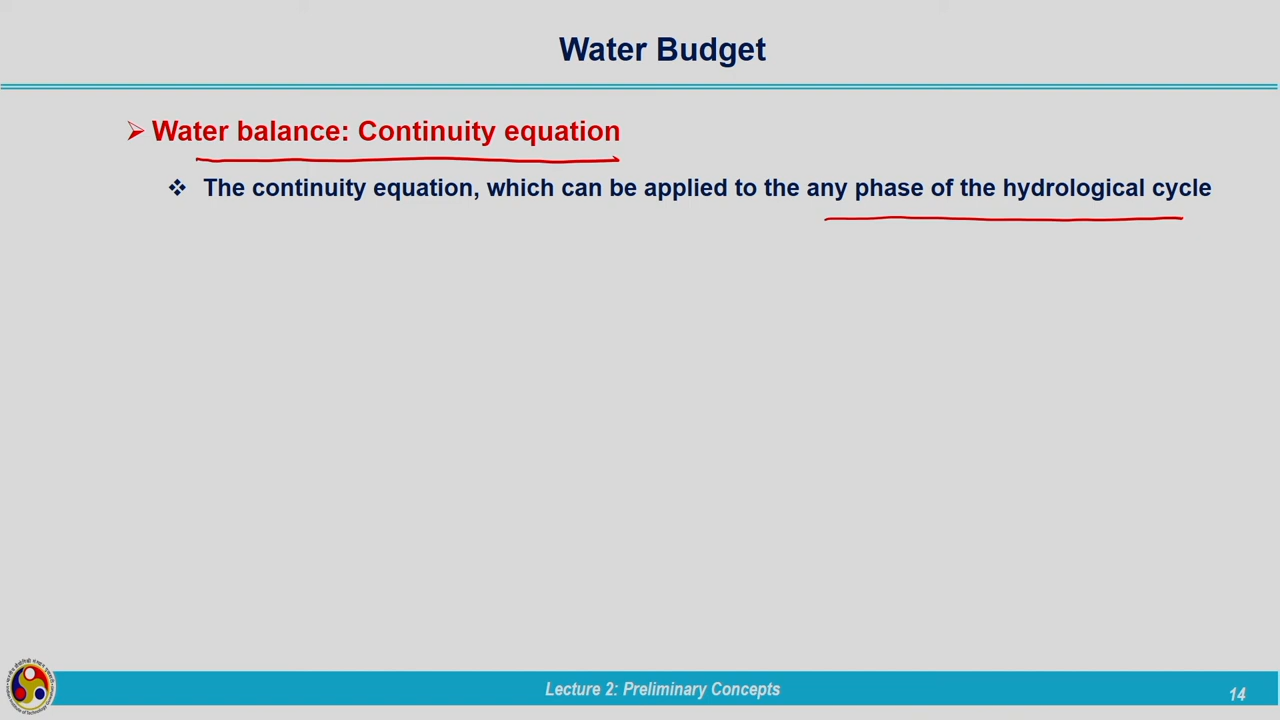 Water Budget
➢ Water balance: Continuity equation
❖ The continuity equation, which can be applied to the any phase of the hydrological cycle
Lecture 2: Preliminary Concepts
14